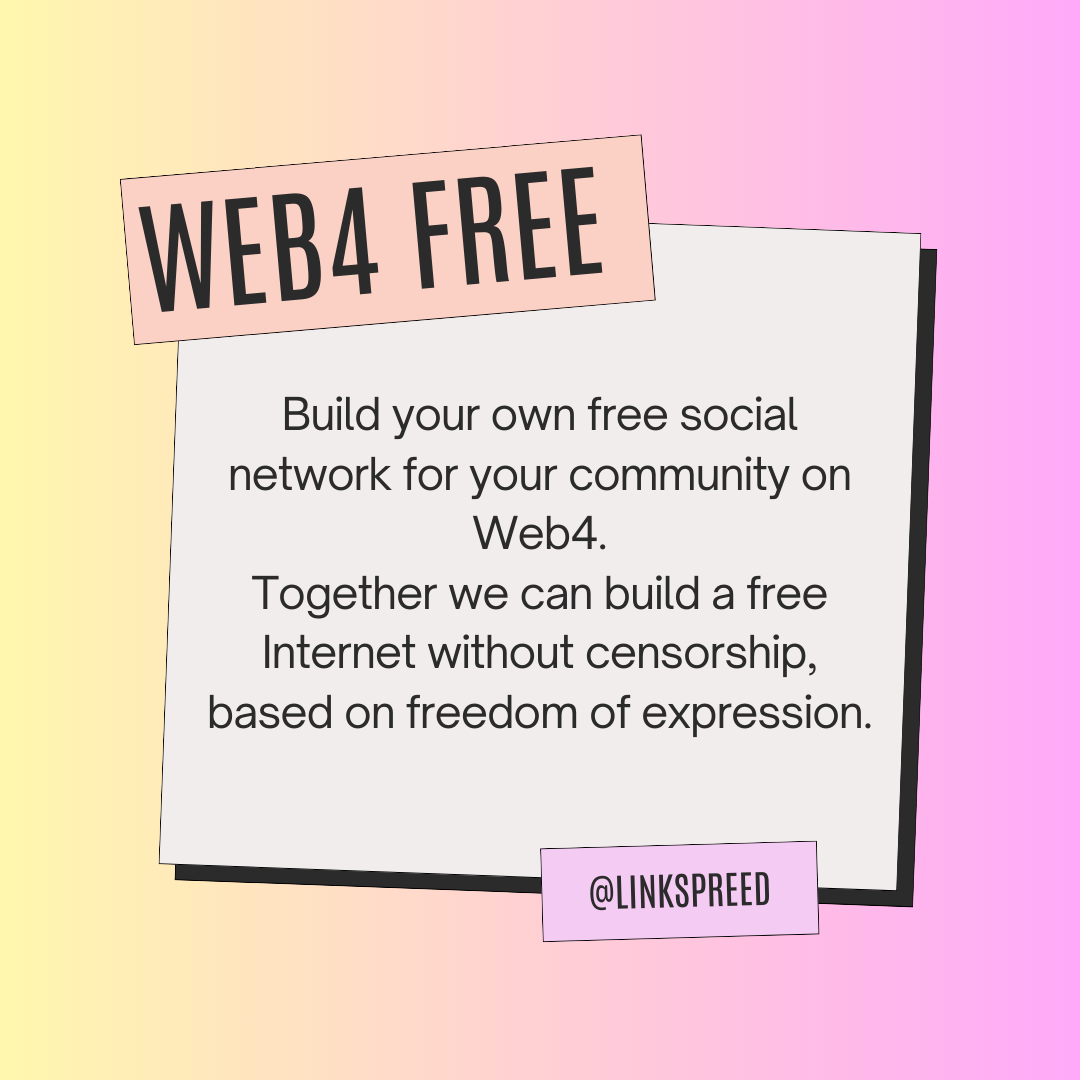 WEB4 FREE
Build your own free social
network for your community on
Web4.
Together we can build a free
Internet without censorship,
based on freedom of expression.
@LINKSPREED